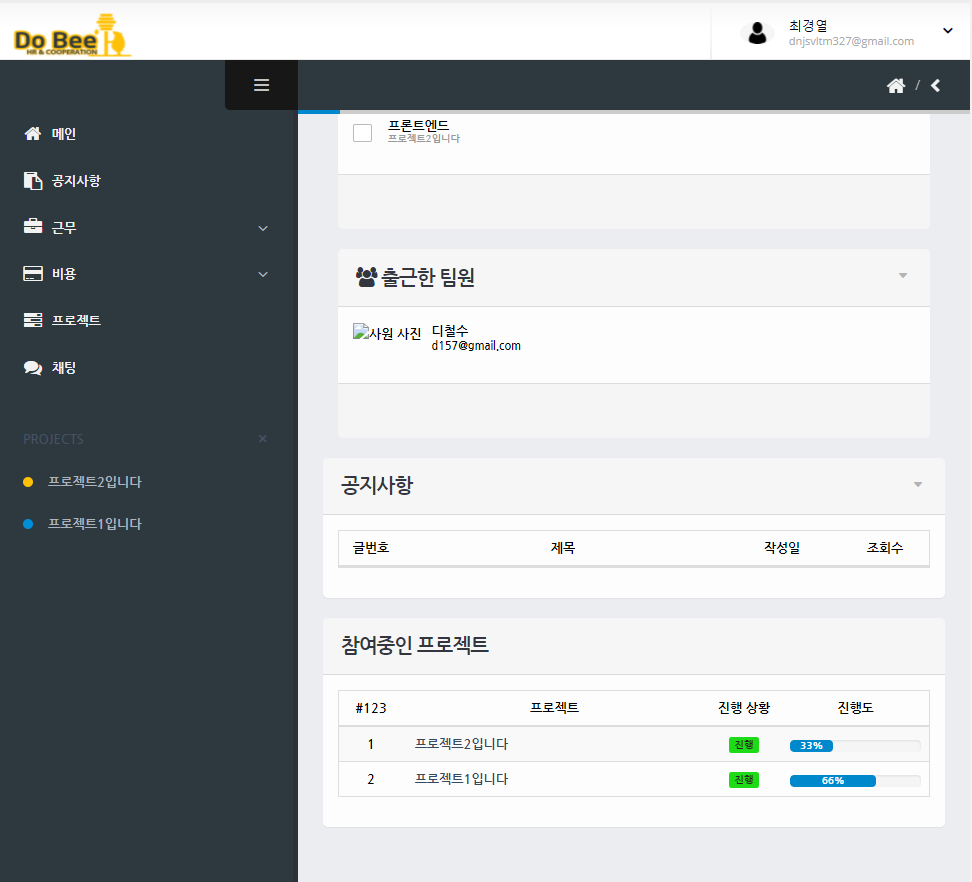 Do Bee
HR & COOPERATION
최경열
dnjsvltm327@gmail.com
/
메인
공지사항
근무
비용
프로젝트
채팅
PROJECTS
×
프로젝트2입니다
프로젝트1입니다
프론트엔드
프로젝트2입니다
출근한 팀원
사원 사진
디철수
d157@gmail.com
공지사항
글번호 제목 작성일 조회수
참여중인 프로젝트
#123 프로젝트 진행 상황 진행도
1 프로젝트2입니다 진행 33%
2 프로젝트1입니다 진행 66%